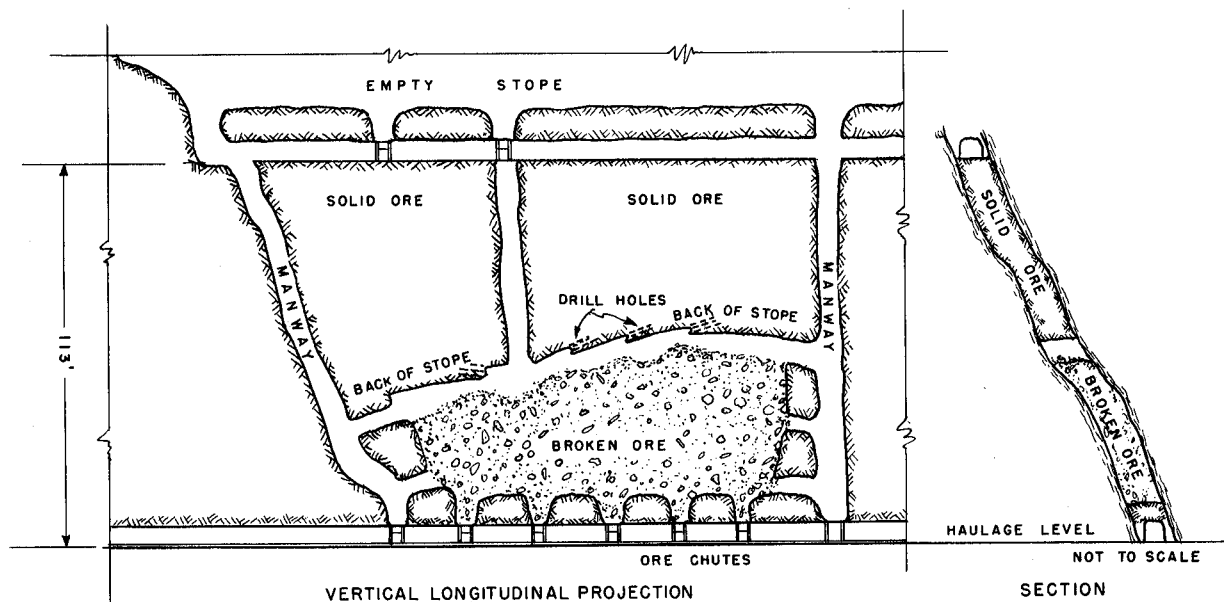 EMPTY STOPE
SOLID ORE
SOLID ORE
MANWAY
DRILL HOLES
BACK OF STOPE
MANWAY
BACK OF STOPE
BROKEN ORE
113'
ORE CHUTES
VERTICAL LONGITUDINAL PROJECTION
SOLID ORE
BROKEN ORE
HAULAGE LEVEL
NOT TO SCALE
SECTION